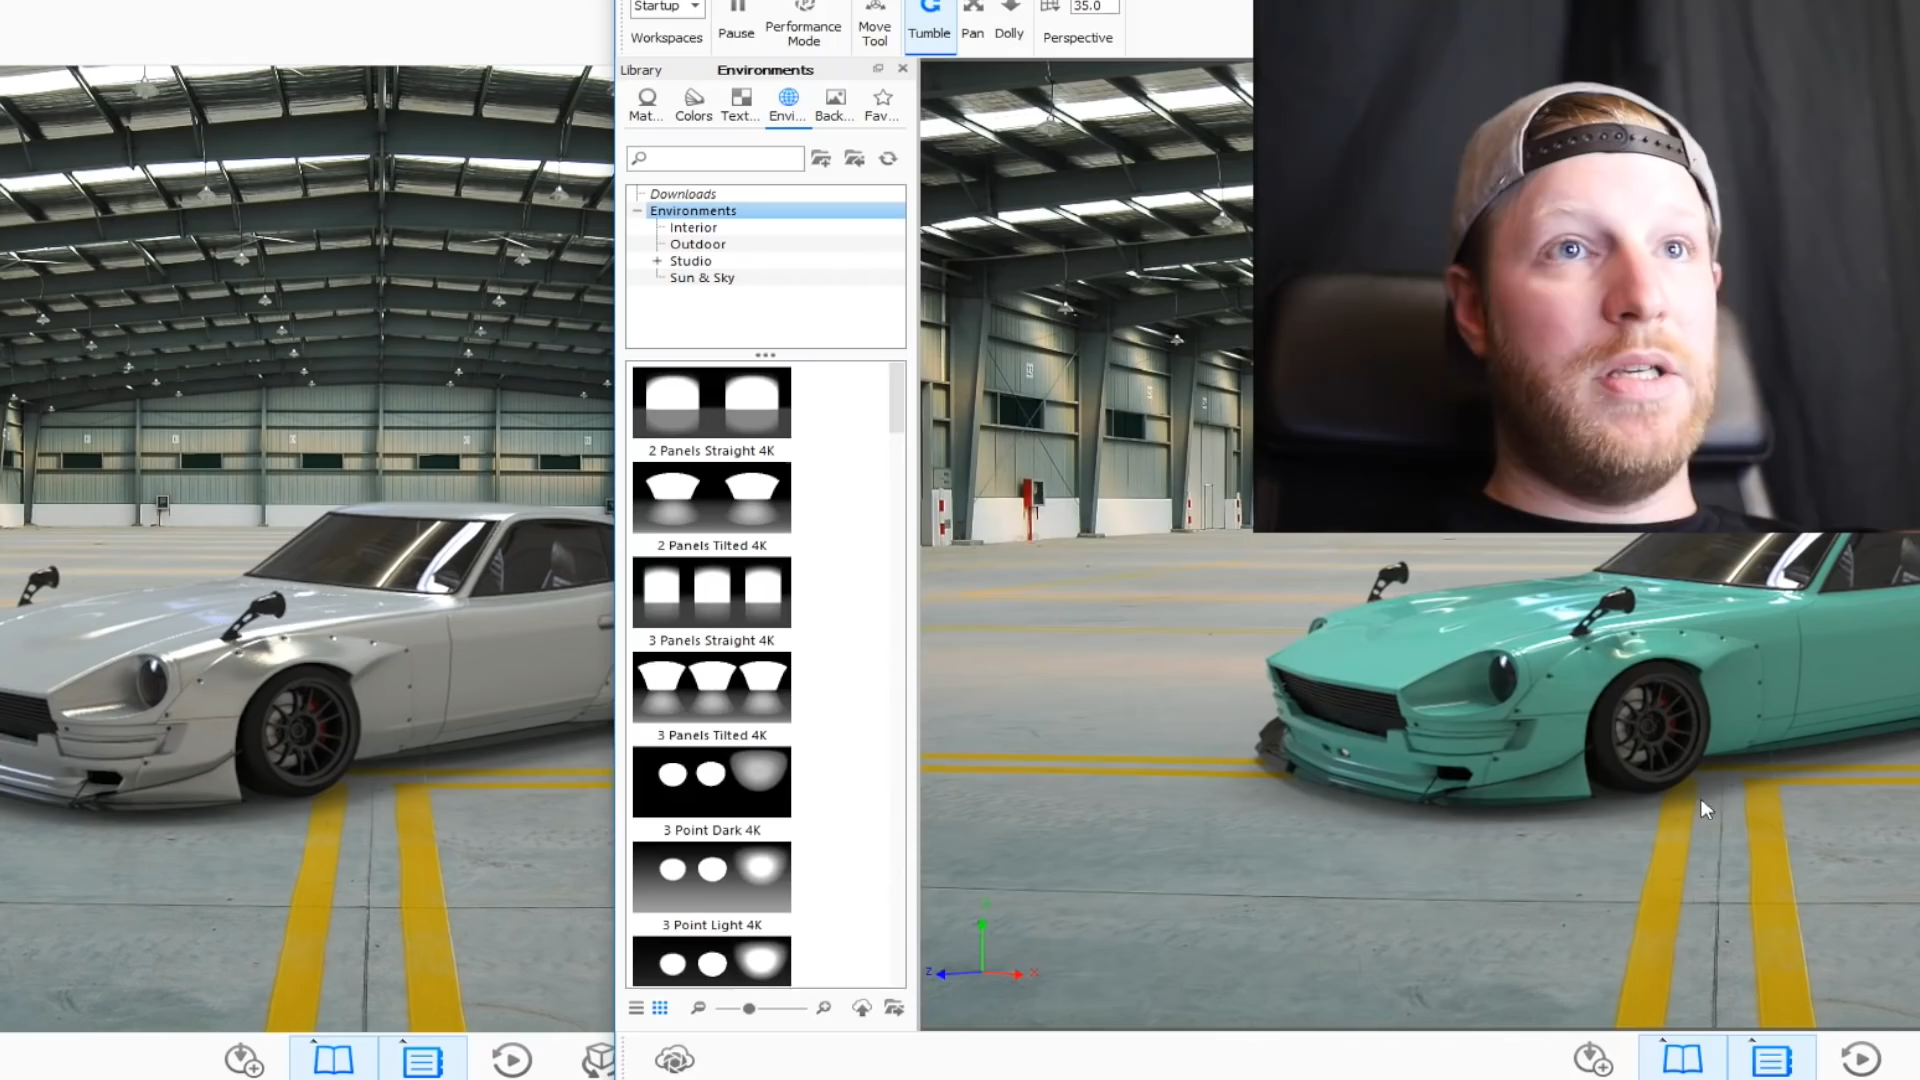 Startup
Workspaces
Pause
Performance
Mode
Move
Tool
Tumble
Pan
Dolly
35.0
Perspective
Library
Environments
Mat...
Colors
Text...
Envi...
Back...
Fav...
Downloads
Environments
Interior
Outdoor
Studio
Sun & Sky
2 Panels Straight 4K
2 Panels Tilted 4K
3 Panels Straight 4K
3 Panels Tilted 4K
3 Point Dark 4K
3 Point Light 4K
Z
X